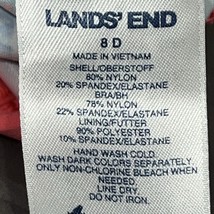 LANDS' END
8 D
MADE IN VIETNAM
SHELL/OBERSTOFF
80% NYLON
20% SPANDEX/ELASTANE
BRA/BH
78% NYLON
22% SPANDEX/ELASTANE
LINING/FUTTER
90% POLYESTER
10% SPANDEX/ELASTANE
HAND WASH COLD.
WASH DARK COLORS SEPARATELY.
ONLY NON-CHLORINE BLEACH WHEN
NEEDED.
LINE DRY.
DO NOT IRON.